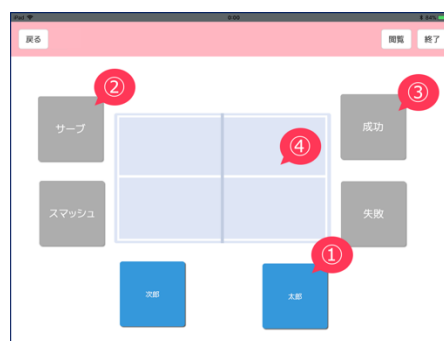 iPad 9:00 84%
戻る 閲覧 終了
② ③
サーブ 成功
④
スマッシュ 失敗
①
次郎 太郎